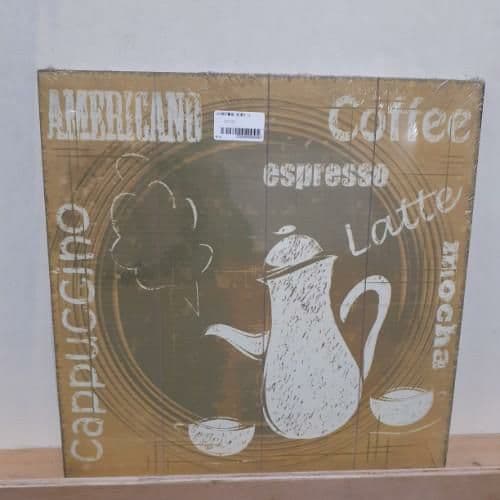 AMERICANO
Coffee
espresso
Latte
Mocha
Cappuccino